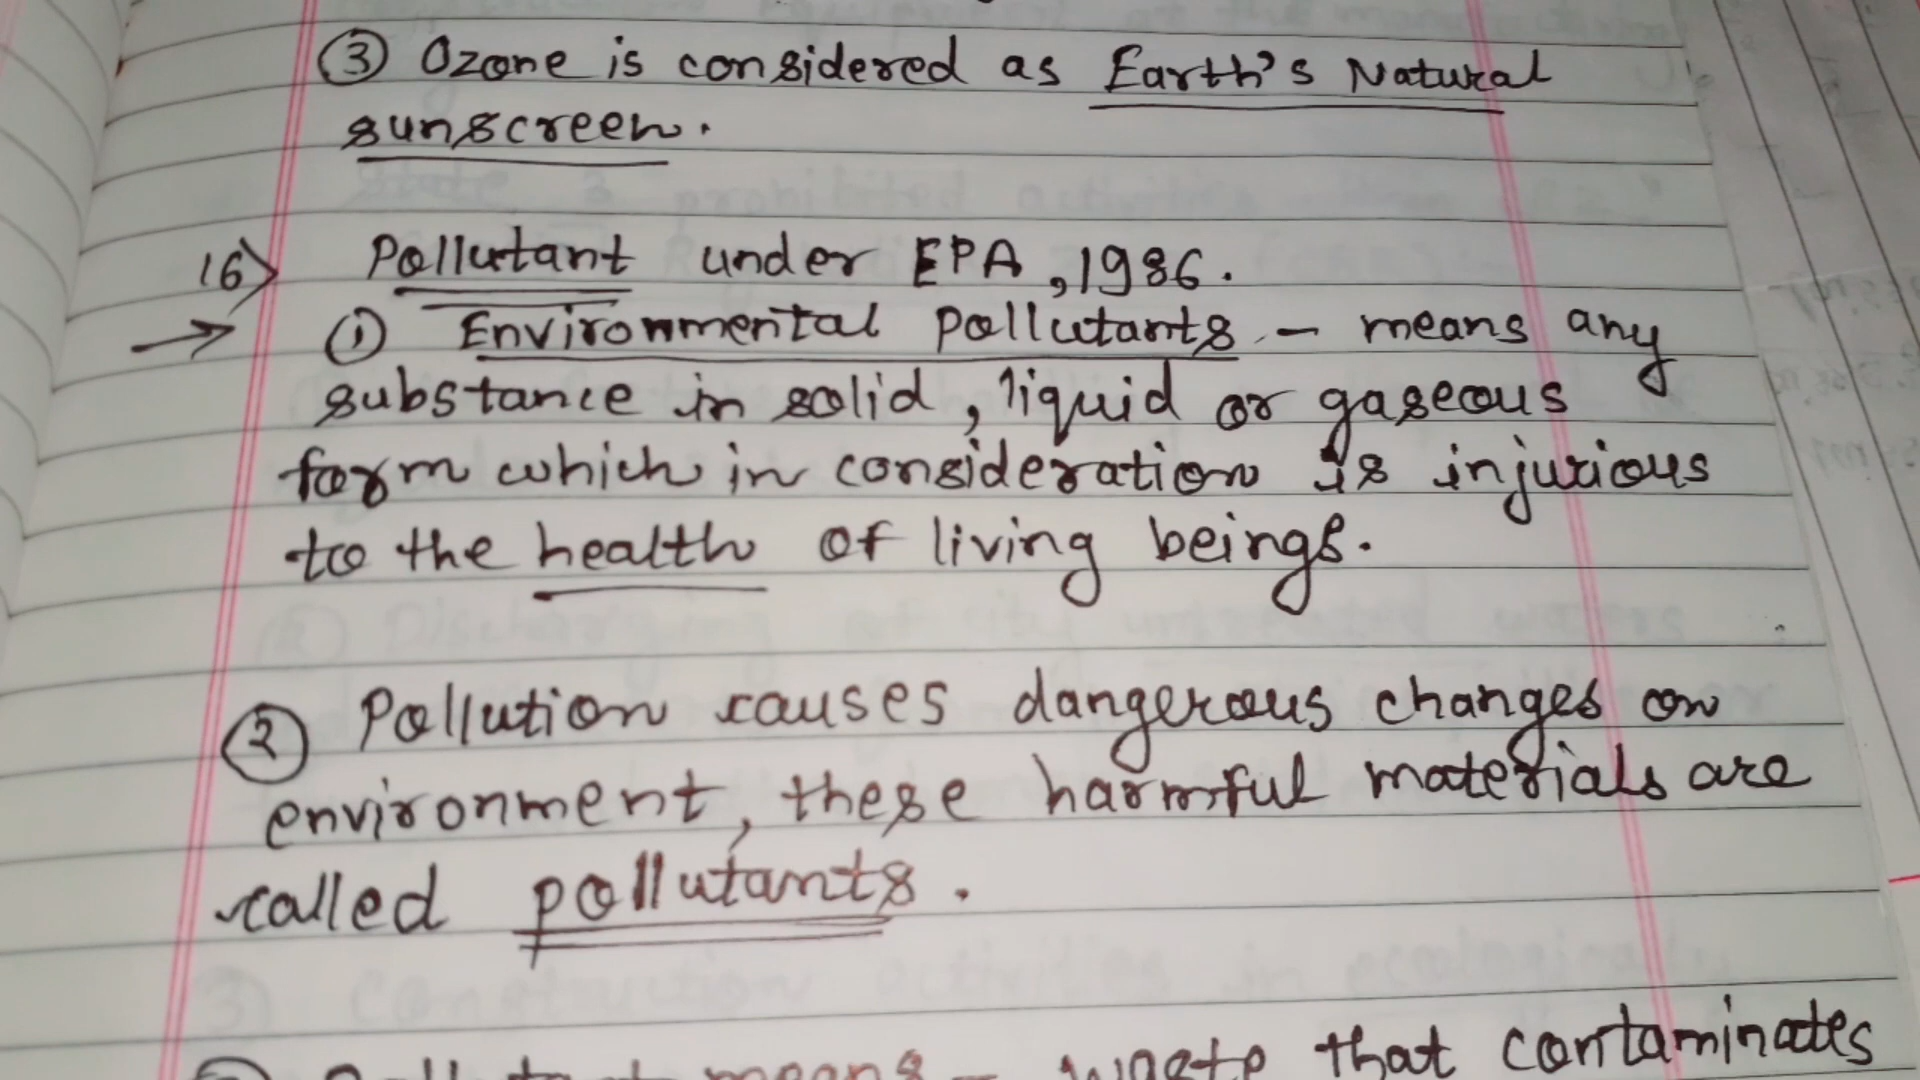 ③ Ozone is considered as Earth's Natural
sunscreen.
16) Pollutant under EPA, 1986.
→ ① Environmental Pollutants - means any
substance in solid, liquid or gaseous
form which in consideration is injurious
to the health of living beings.
② Pollution causes dangerous changes on
environment, these harmful materials are
called pollutants.
means - waste that contaminates